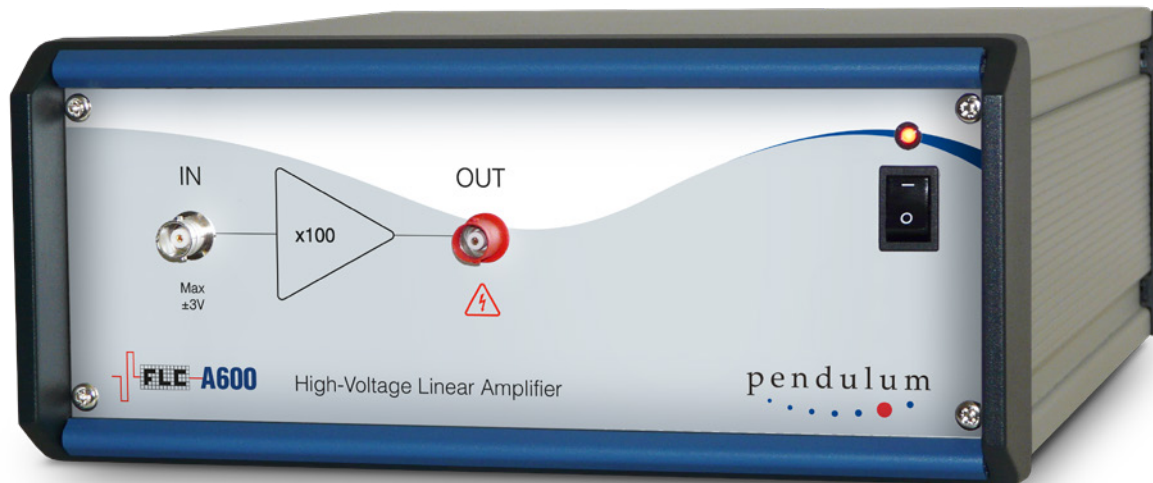 IN
OUT
x100
Max
±3V
FLC A600
High-Voltage Linear Amplifier
pendulum